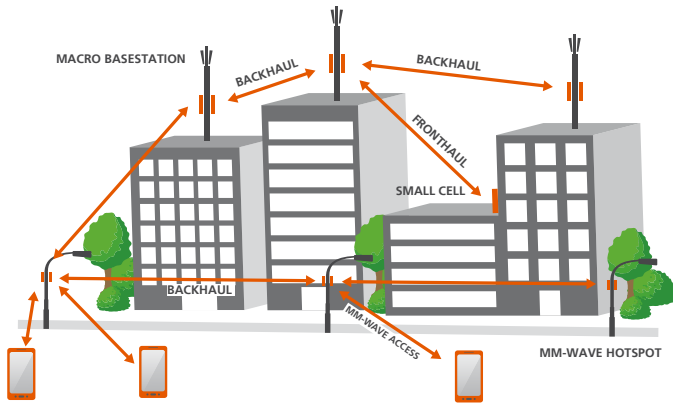 MACRO BASESTATION
BACKHAUL
BACKHAUL
FRONTHAUL
SMALL CELL
BACKHAUL
MM-WAVE ACCESS
MM-WAVE HOTSPOT